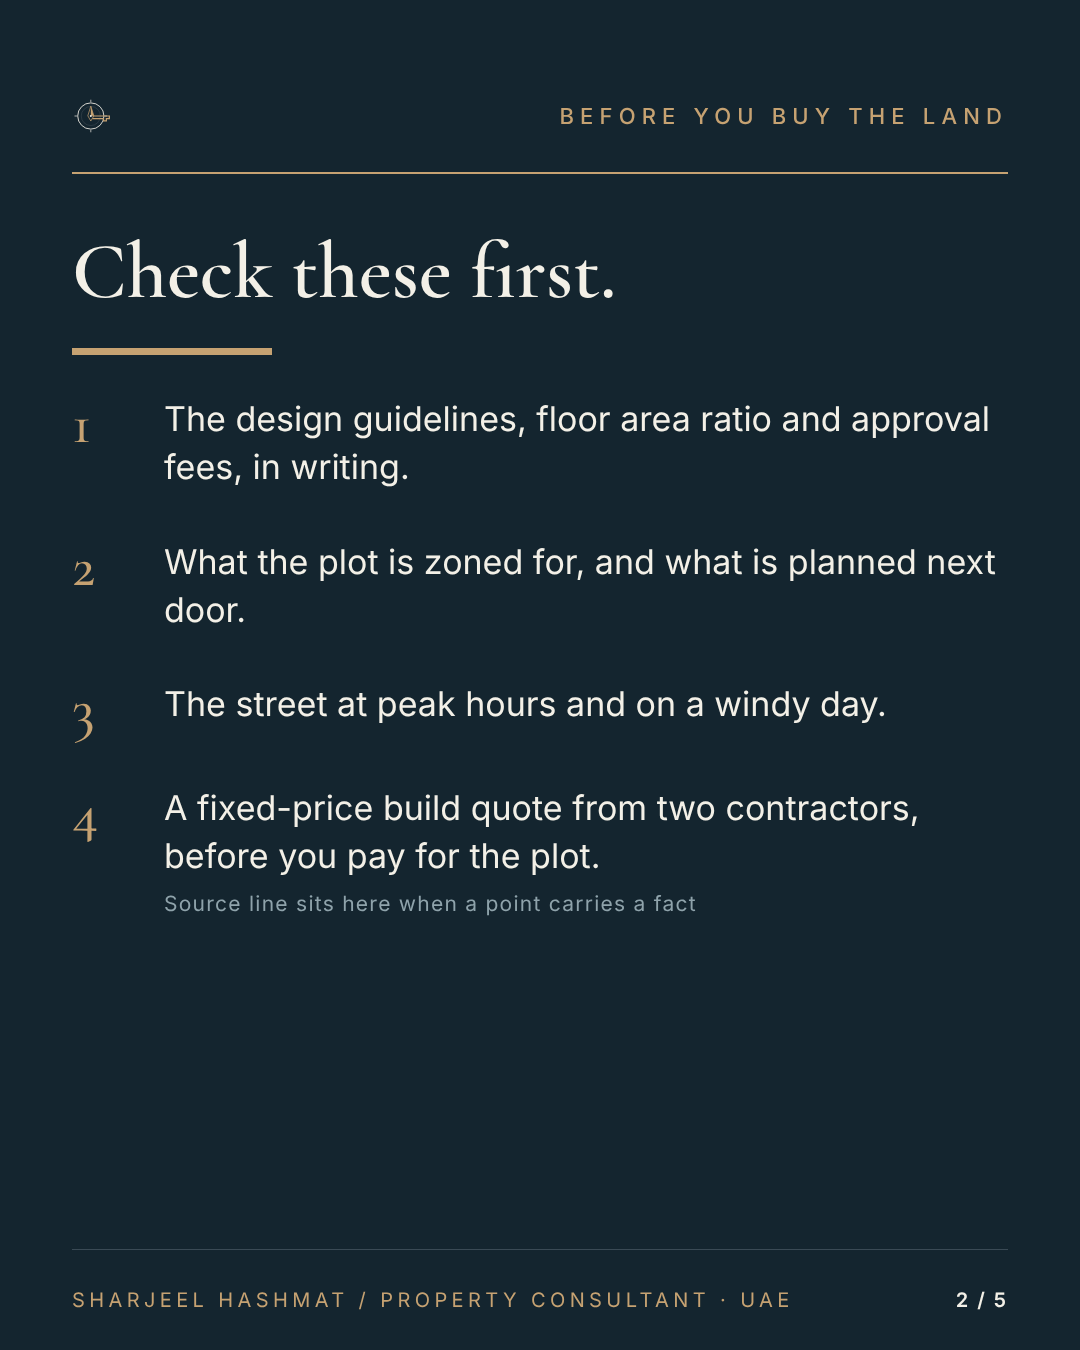 BEFORE YOU BUY THE LAND
Check these first.
1 The design guidelines, floor area ratio and approval
fees, in writing.
2 What the plot is zoned for, and what is planned next
door.
3 The street at peak hours and on a windy day.
4 A fixed-price build quote from two contractors,
before you pay for the plot.
Source line sits here when a point carries a fact
SHARJEEL HASHMAT / PROPERTY CONSULTANT · UAE 2 / 5